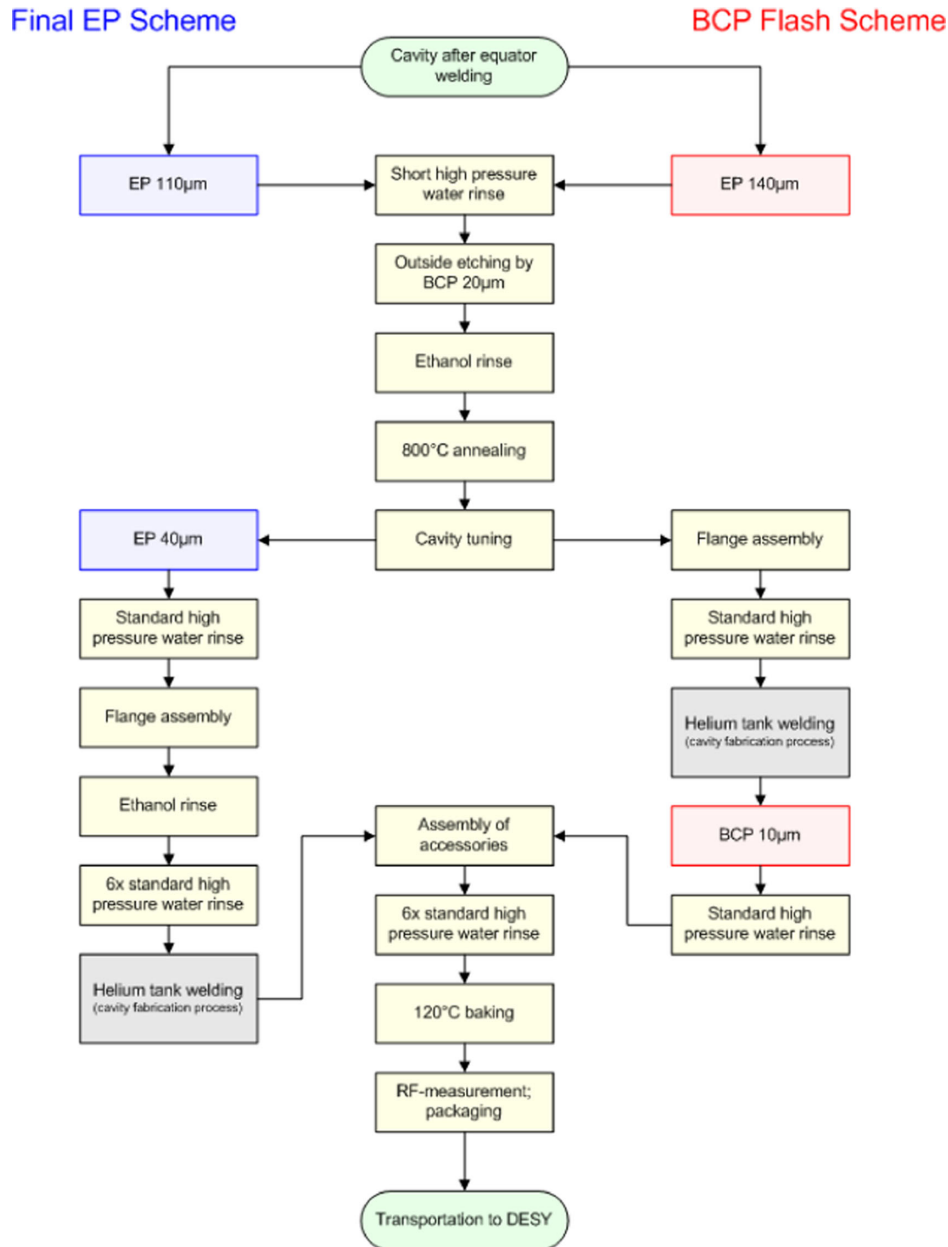 Final EP Scheme
BCP Flash Scheme
Cavity after equator
welding
EP 110µm
Short high pressure
water rinse
EP 140µm
Outside etching by
BCP 20µm
Ethanol rinse
800°C annealing
EP 40µm
Cavity tuning
Flange assembly
Standard high
pressure water rinse
Standard high
pressure water rinse
Flange assembly
Helium tank welding
(cavity fabrication process)
Ethanol rinse
Assembly of
accessories
BCP 10µm
6x standard high
pressure water rinse
6x standard high
pressure water rinse
Standard high
pressure water rinse
Helium tank welding
(cavity fabrication process)
120°C baking
RF-measurement;
packaging
Transportation to DESY